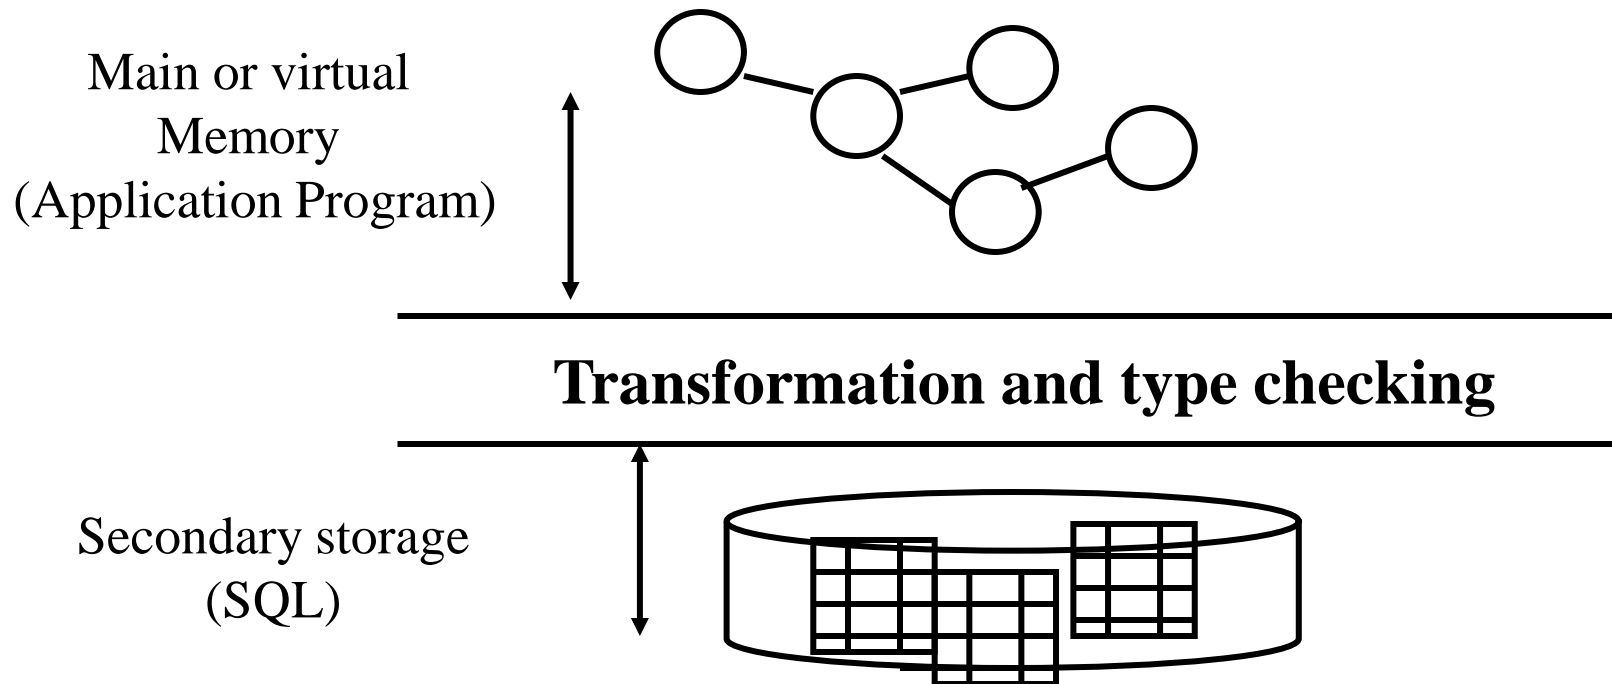 Main or virtual
Memory
(Application Program)
Transformation and type checking
Secondary storage
(SQL)